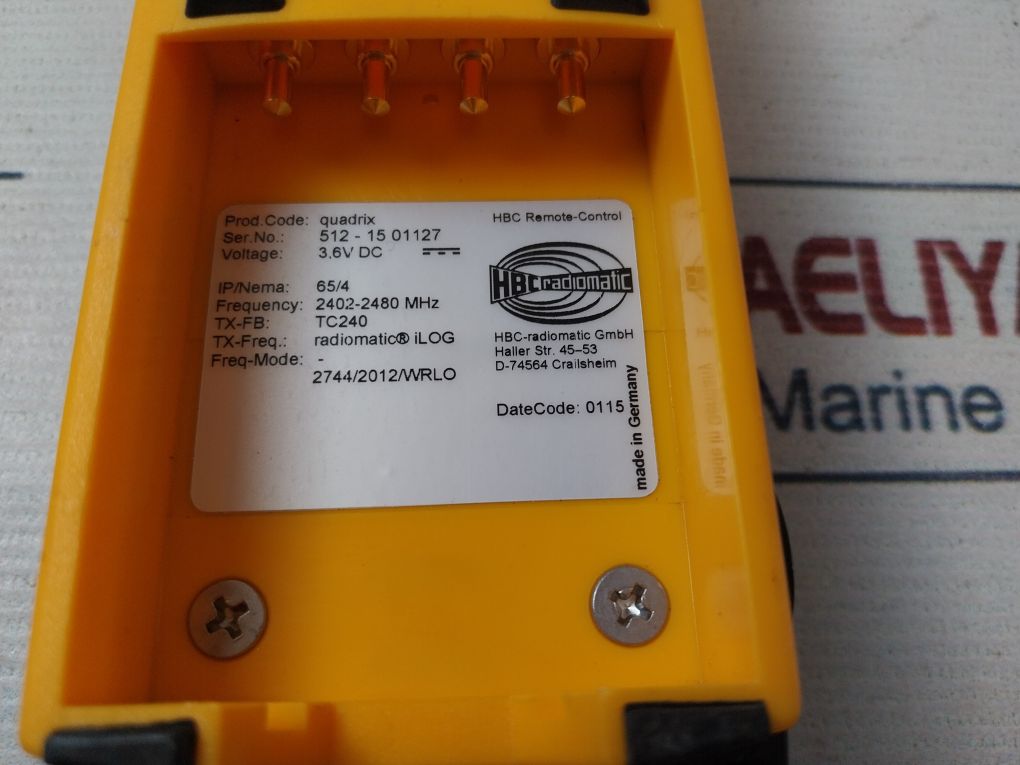 Prod.Code: quadrix
Ser.No.: 512 - 15 01127
Voltage: 3,6V DC
IP/Nema: 65/4
Frequency: 2402-2480 MHz
TX-FB: TC240
TX-Freq.: radiomatic® iLOG
Freq-Mode: -
2744/2012/WRLO
HBC Remote-Control
HBC radiomatic
HBC-radiomatic GmbH
Haller Str. 45–53
D-74564 Crailsheim
DateCode: 0115
made in Germany
AELIY
Marine